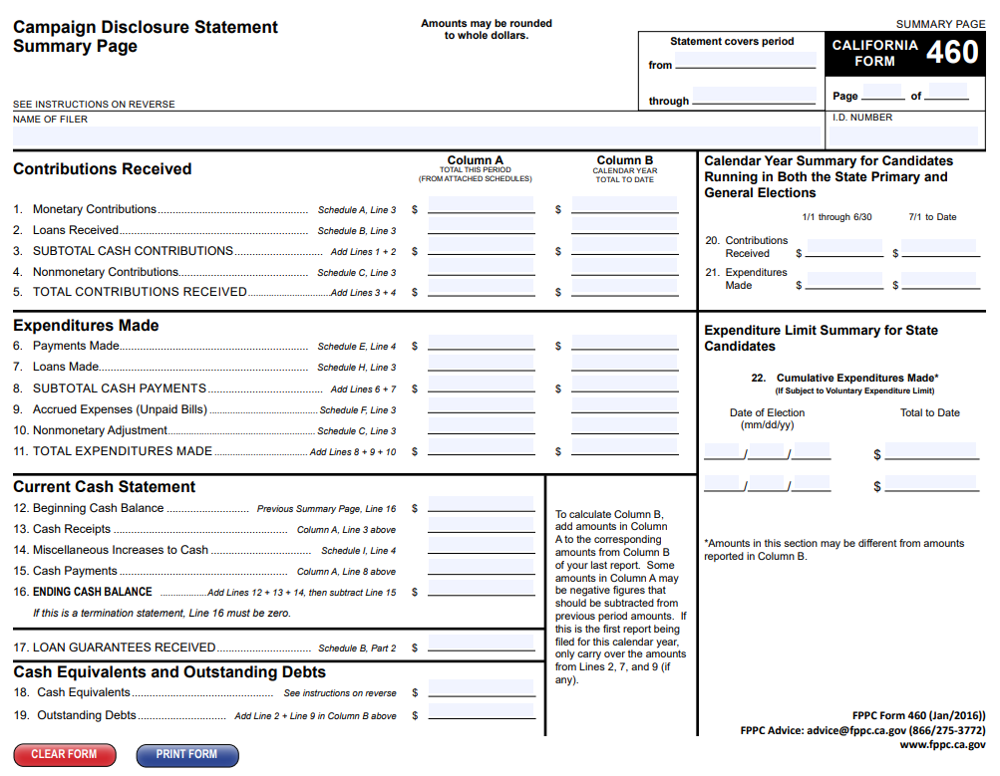 Campaign Disclosure Statement
Summary Page
Amounts may be rounded
to whole dollars.
SUMMARY PAGE
Statement covers period
from
through
CALIFORNIA
FORM 460
Page of
SEE INSTRUCTIONS ON REVERSE
NAME OF FILER
I.D. NUMBER
Contributions Received
Column A
TOTAL THIS PERIOD
(FROM ATTACHED SCHEDULES)
Column B
CALENDAR YEAR
TOTAL TO DATE
1. Monetary Contributions ................ Schedule A, Line 3 $ $
2. Loans Received ................ Schedule B, Line 3
3. SUBTOTAL CASH CONTRIBUTIONS ................ Add Lines 1 + 2 $ $
4. Nonmonetary Contributions ................ Schedule C, Line 3
5. TOTAL CONTRIBUTIONS RECEIVED ................ Add Lines 3 + 4 $ $
Expenditures Made
6. Payments Made ................ Schedule E, Line 4 $ $
7. Loans Made ................ Schedule H, Line 3
8. SUBTOTAL CASH PAYMENTS ................ Add Lines 6 + 7 $ $
9. Accrued Expenses (Unpaid Bills) ................ Schedule F, Line 3
10. Nonmonetary Adjustment ................ Schedule C, Line 3
11. TOTAL EXPENDITURES MADE ................ Add Lines 8 + 9 + 10 $ $
Current Cash Statement
12. Beginning Cash Balance ................ Previous Summary Page, Line 16 $
13. Cash Receipts ................ Column A, Line 3 above
14. Miscellaneous Increases to Cash ................ Schedule I, Line 4
15. Cash Payments ................ Column A, Line 8 above
16. ENDING CASH BALANCE ................ Add Lines 12 + 13 + 14, then subtract Line 15 $
If this is a termination statement, Line 16 must be zero.
17. LOAN GUARANTEES RECEIVED ................ Schedule B, Part 2 $
Cash Equivalents and Outstanding Debts
18. Cash Equivalents ................ See instructions on reverse $
19. Outstanding Debts ................ Add Line 2 + Line 9 in Column B above $
To calculate Column B,
add amounts in Column
A to the corresponding
amounts from Column B
of your last report. Some
amounts in Column A may
be negative figures that
should be subtracted from
previous period amounts. If
this is the first report being
filed for this calendar year,
only carry over the amounts
from Lines 2, 7, and 9 (if
any).
Calendar Year Summary for Candidates
Running in Both the State Primary and
General Elections
1/1 through 6/30 7/1 to Date
20. Contributions
Received $ $
21. Expenditures
Made $ $
Expenditure Limit Summary for State
Candidates
22. Cumulative Expenditures Made*
(If Subject to Voluntary Expenditure Limit)
Date of Election Total to Date
(mm/dd/yy)
/ / $
/ / $
*Amounts in this section may be different from amounts
reported in Column B.
FPPC Form 460 (Jan/2016))
FPPC Advice: advice@fppc.ca.gov (866/275-3772)
www.fppc.ca.gov
CLEAR FORM PRINT FORM